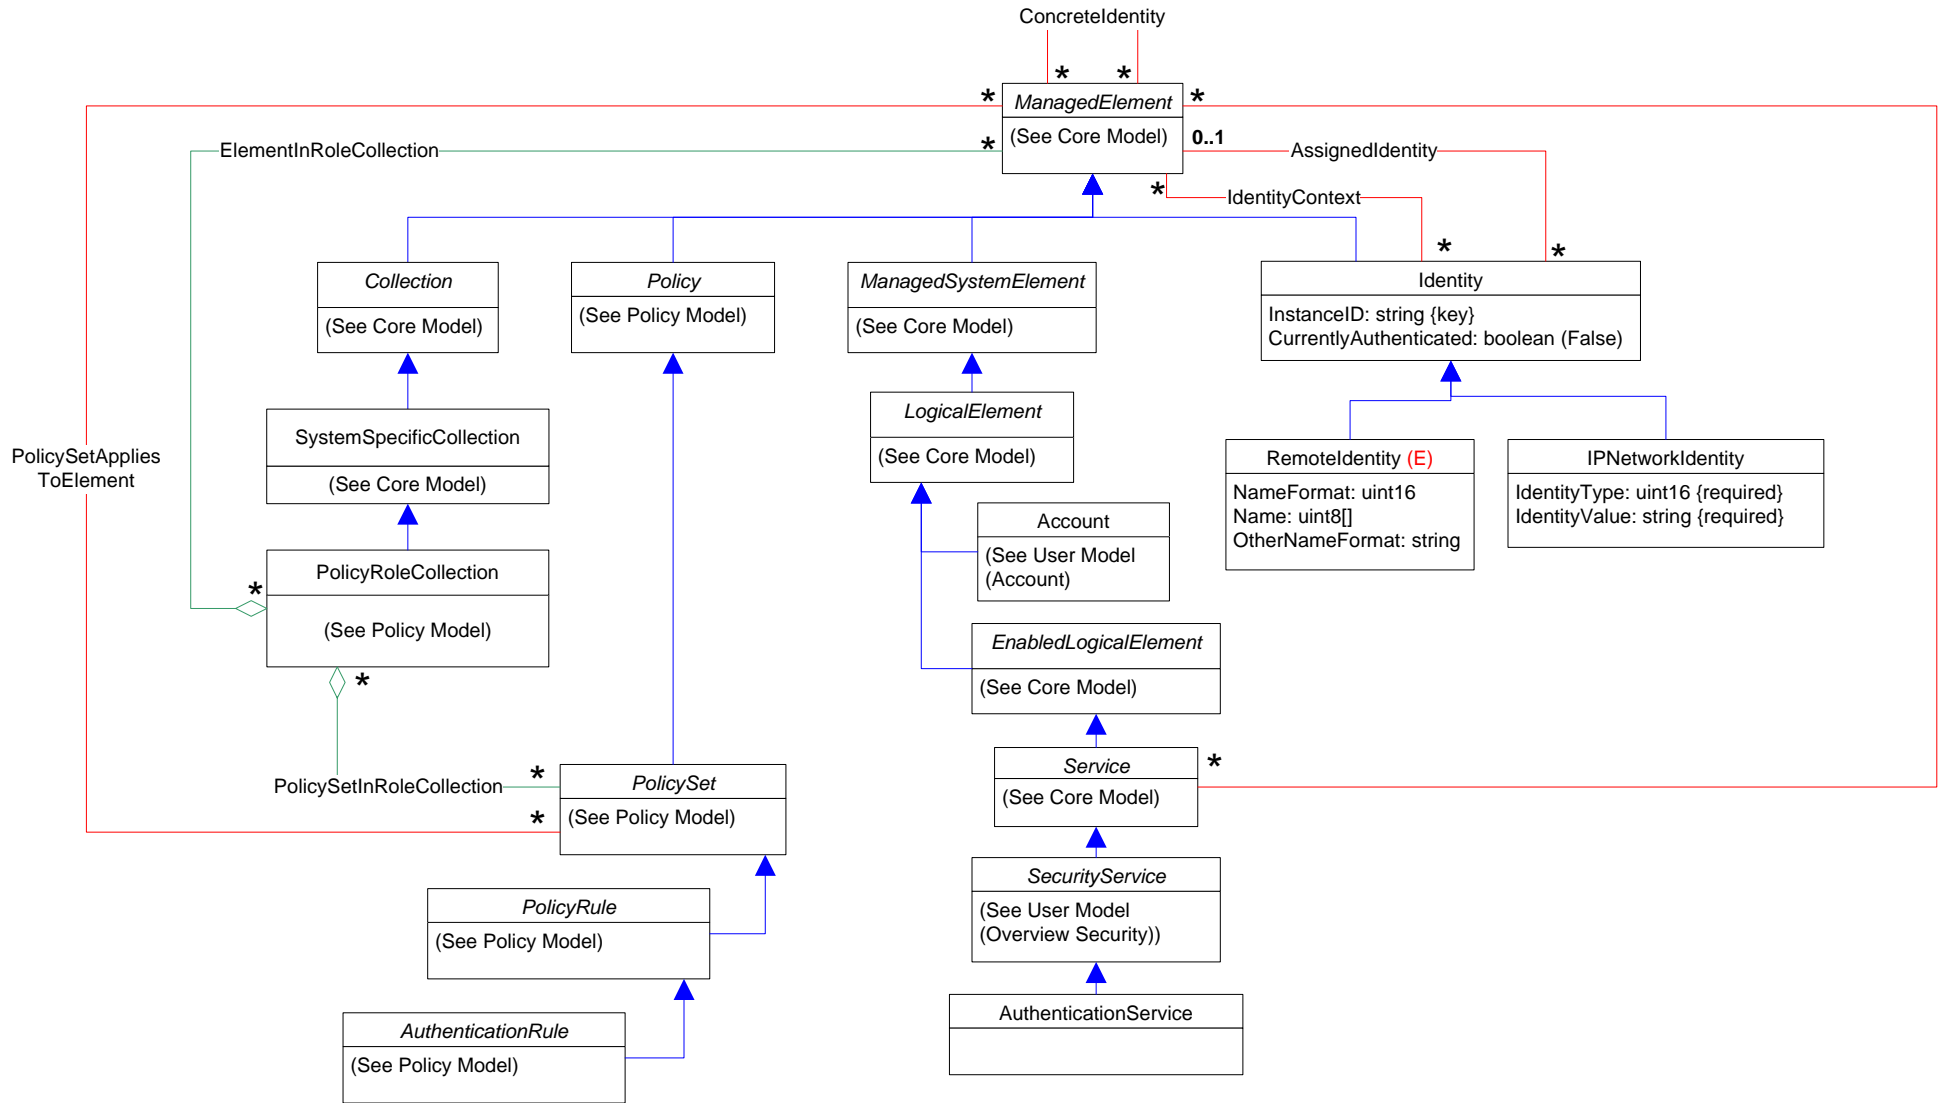 ConcreteIdentity
*
*
*
ManagedElement
*
(See Core Model)
0..1
ElementInRoleCollection
*
AssignedIdentity
*
IdentityContext
*
*
Collection
(See Core Model)
Policy
(See Policy Model)
ManagedSystemElement
(See Core Model)
Identity
InstanceID: string {key}
CurrentlyAuthenticated: boolean (False)
SystemSpecificCollection
(See Core Model)
LogicalElement
(See Core Model)
RemoteIdentity (E)
NameFormat: uint16
Name: uint8[]
OtherNameFormat: string
IPNetworkIdentity
IdentityType: uint16 {required}
IdentityValue: string {required}
PolicySetApplies
ToElement
Account
(See User Model
(Account)
PolicyRoleCollection
*
(See Policy Model)
*
EnabledLogicalElement
(See Core Model)
PolicySetInRoleCollection
*
*
PolicySet
(See Policy Model)
Service
*
(See Core Model)
PolicyRule
(See Policy Model)
SecurityService
(See User Model
(Overview Security))
AuthenticationRule
(See Policy Model)
AuthenticationService